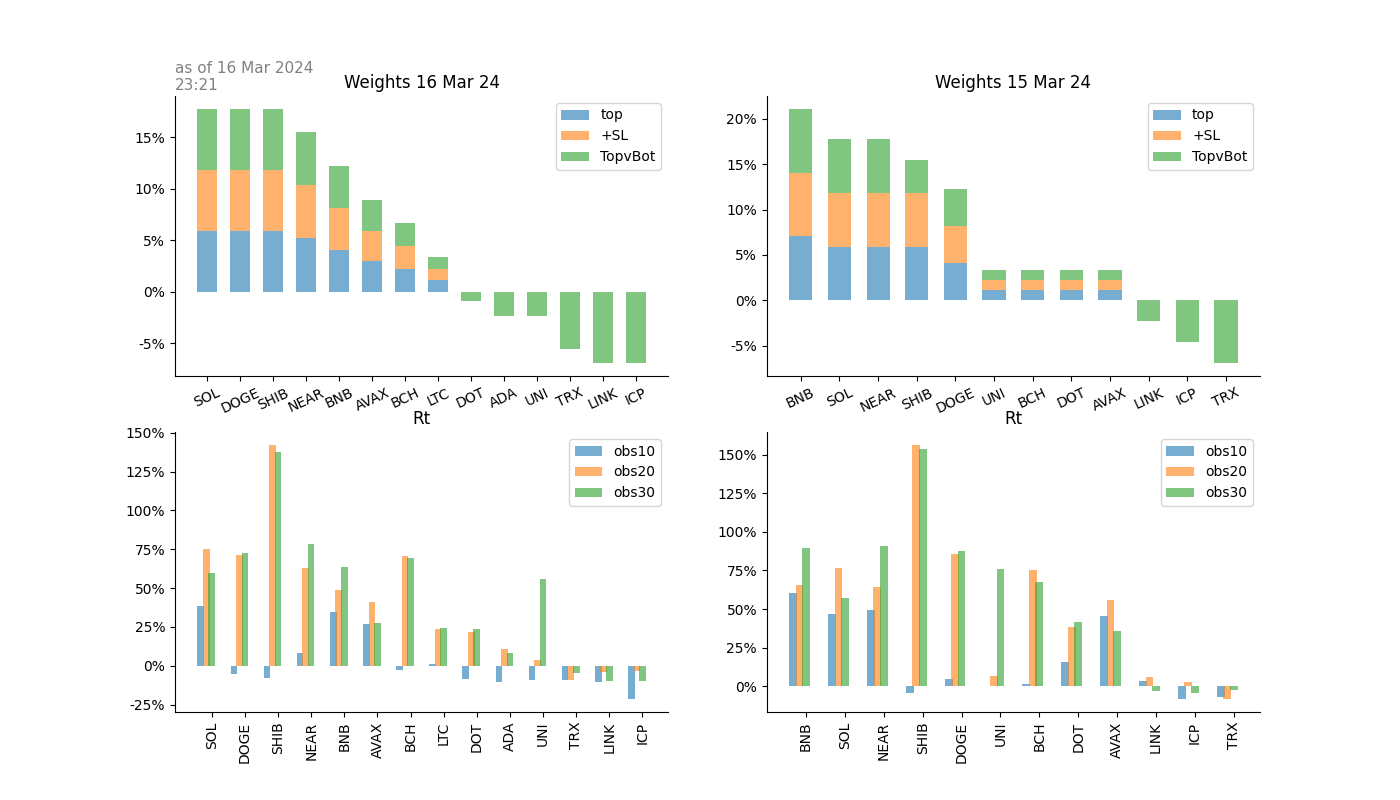 as of 16 Mar 2024
23:21
Weights 16 Mar 24
15%
10%
5%
0%
-5%
top
+SL
TopvBot
SOL DOGE SHIB NEAR BNB AVAX BCH LTC DOT ADA UNI TRX LINK ICP
Weights 15 Mar 24
20%
15%
10%
5%
0%
-5%
top
+SL
TopvBot
BNB SOL NEAR SHIB DOGE UNI BCH DOT AVAX LINK ICP TRX
Rt
150%
125%
100%
75%
50%
25%
0%
-25%
obs10
obs20
obs30
SOL DOGE SHIB NEAR BNB AVAX BCH LTC DOT ADA UNI TRX LINK ICP
Rt
150%
125%
100%
75%
50%
25%
0%
obs10
obs20
obs30
BNB SOL NEAR SHIB DOGE UNI BCH DOT AVAX LINK ICP TRX